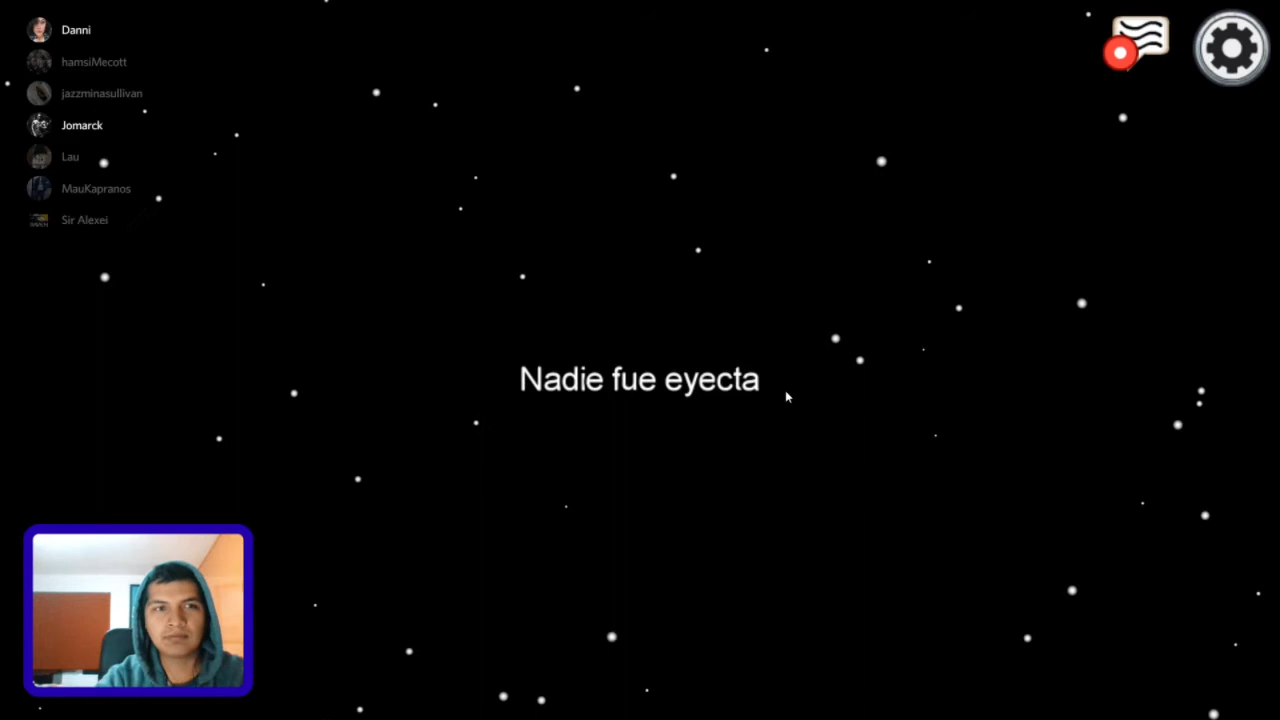 Danni
hamsiMecott
jazzminasullivan
Jomarck
Lau
MauKapranos
Sir Alexei
Nadie fue eyecta